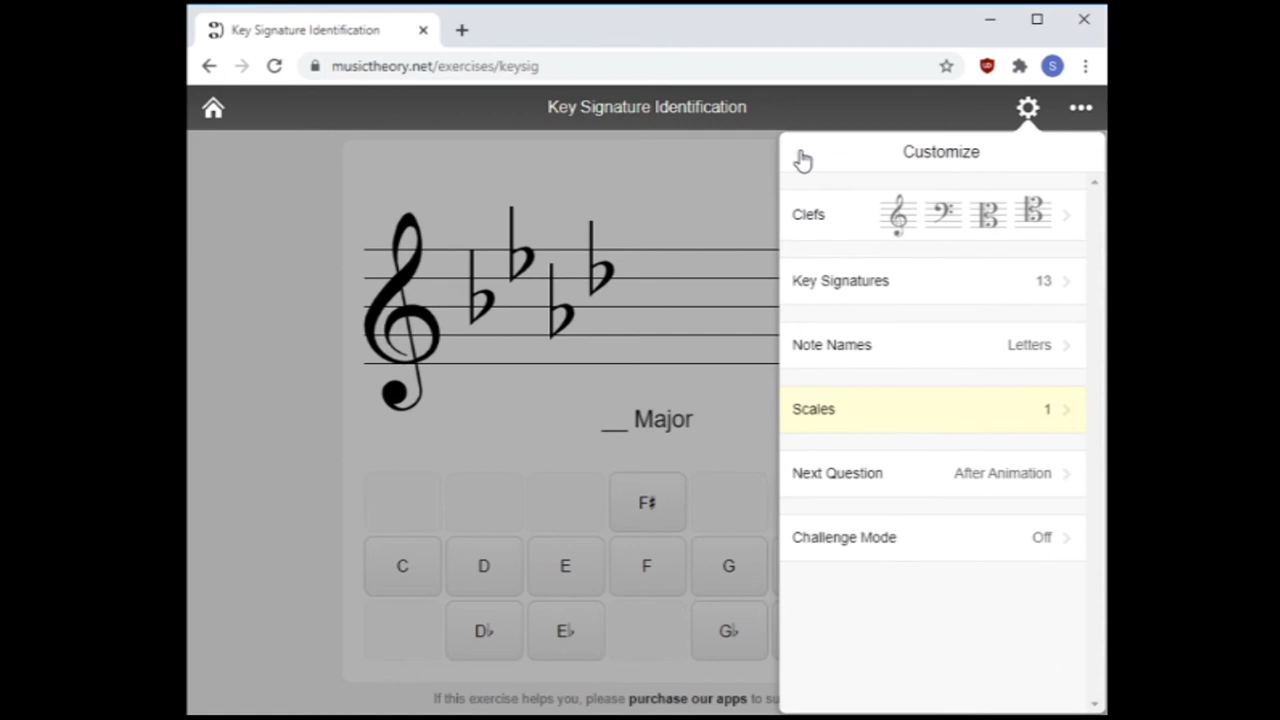 Key Signature Identification
musictheory.net/exercises/keysig
S
Key Signature Identification
Customize
Clefs
Key Signatures 13
Note Names Letters
Scales 1
Next Question After Animation
Challenge Mode Off
__ Major
F♯
C D E F G
D♭ E♭ G♭
If this exercise helps you, please purchase our apps to su